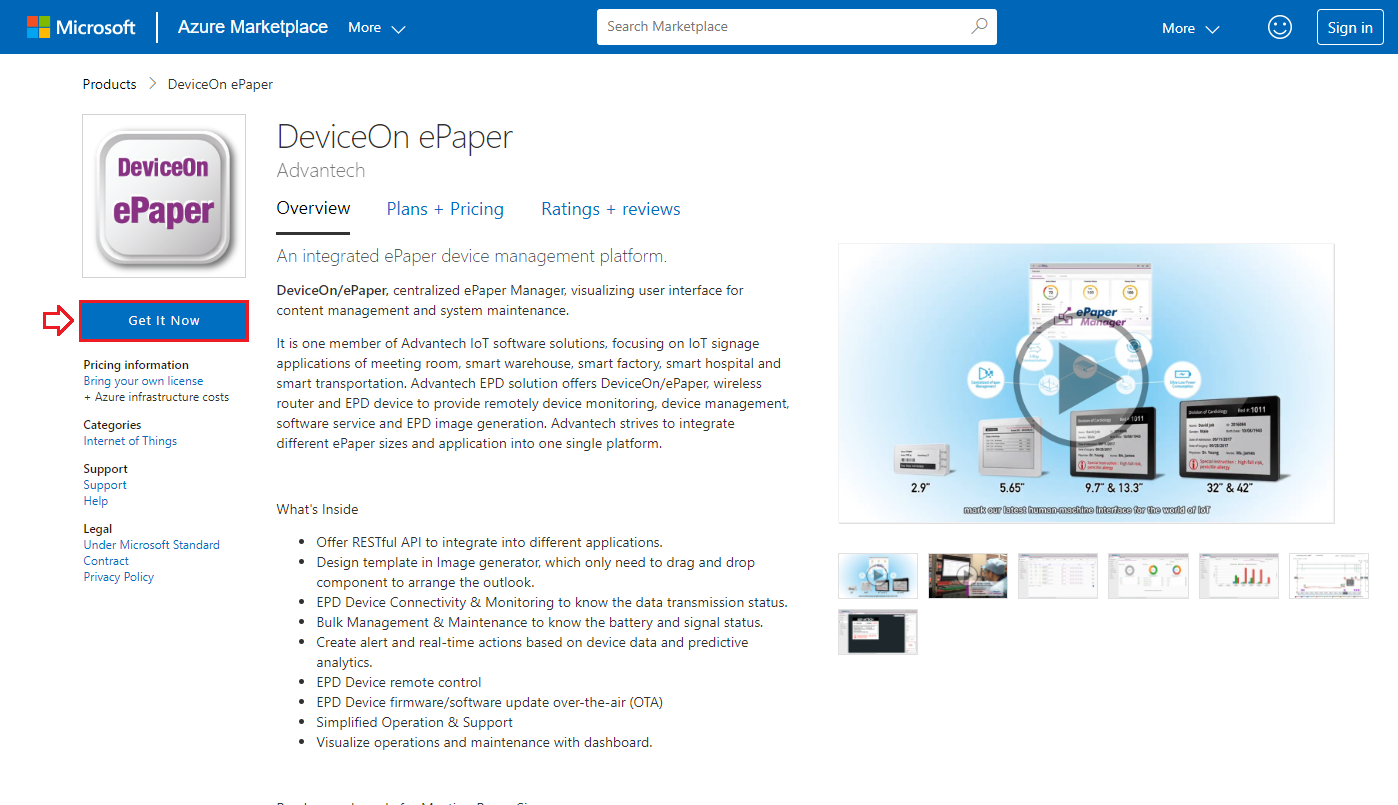 Microsoft
Azure Marketplace
More
Search Marketplace
More
Sign in
Products
DeviceOn ePaper
DeviceOn
ePaper
Get It Now
Pricing information
Bring your own license
+ Azure infrastructure costs
Categories
Internet of Things
Support
Support
Help
Legal
Under Microsoft Standard
Contract
Privacy Policy
DeviceOn ePaper
Advantech
Overview
Plans + Pricing
Ratings + reviews
An integrated ePaper device management platform.
DeviceOn/ePaper, centralized ePaper Manager, visualizing user interface for
content management and system maintenance.
It is one member of Advantech IoT software solutions, focusing on IoT signage
applications of meeting room, smart warehouse, smart factory, smart hospital and
smart transportation. Advantech EPD solution offers DeviceOn/ePaper, wireless
router and EPD device to provide remotely device monitoring, device management,
software service and EPD image generation. Advantech strives to integrate
different ePaper sizes and application into one single platform.
What's Inside
Offer RESTful API to integrate into different applications.
Design template in Image generator, which only need to drag and drop
component to arrange the outlook.
EPD Device Connectivity & Monitoring to know the data transmission status.
Bulk Management & Maintenance to know the battery and signal status.
Create alert and real-time actions based on device data and predictive
analytics.
EPD Device remote control
EPD Device firmware/software update over-the-air (OTA)
Simplified Operation & Support
Visualize operations and maintenance with dashboard.
ePaper
Manager
Division of Cardiology
1011
Division of Cardiology Bed # 1011
2.9"
5.65"
9.7" & 13.3"
32" & 42"
mark our latest human-machine interface for the world of IoT